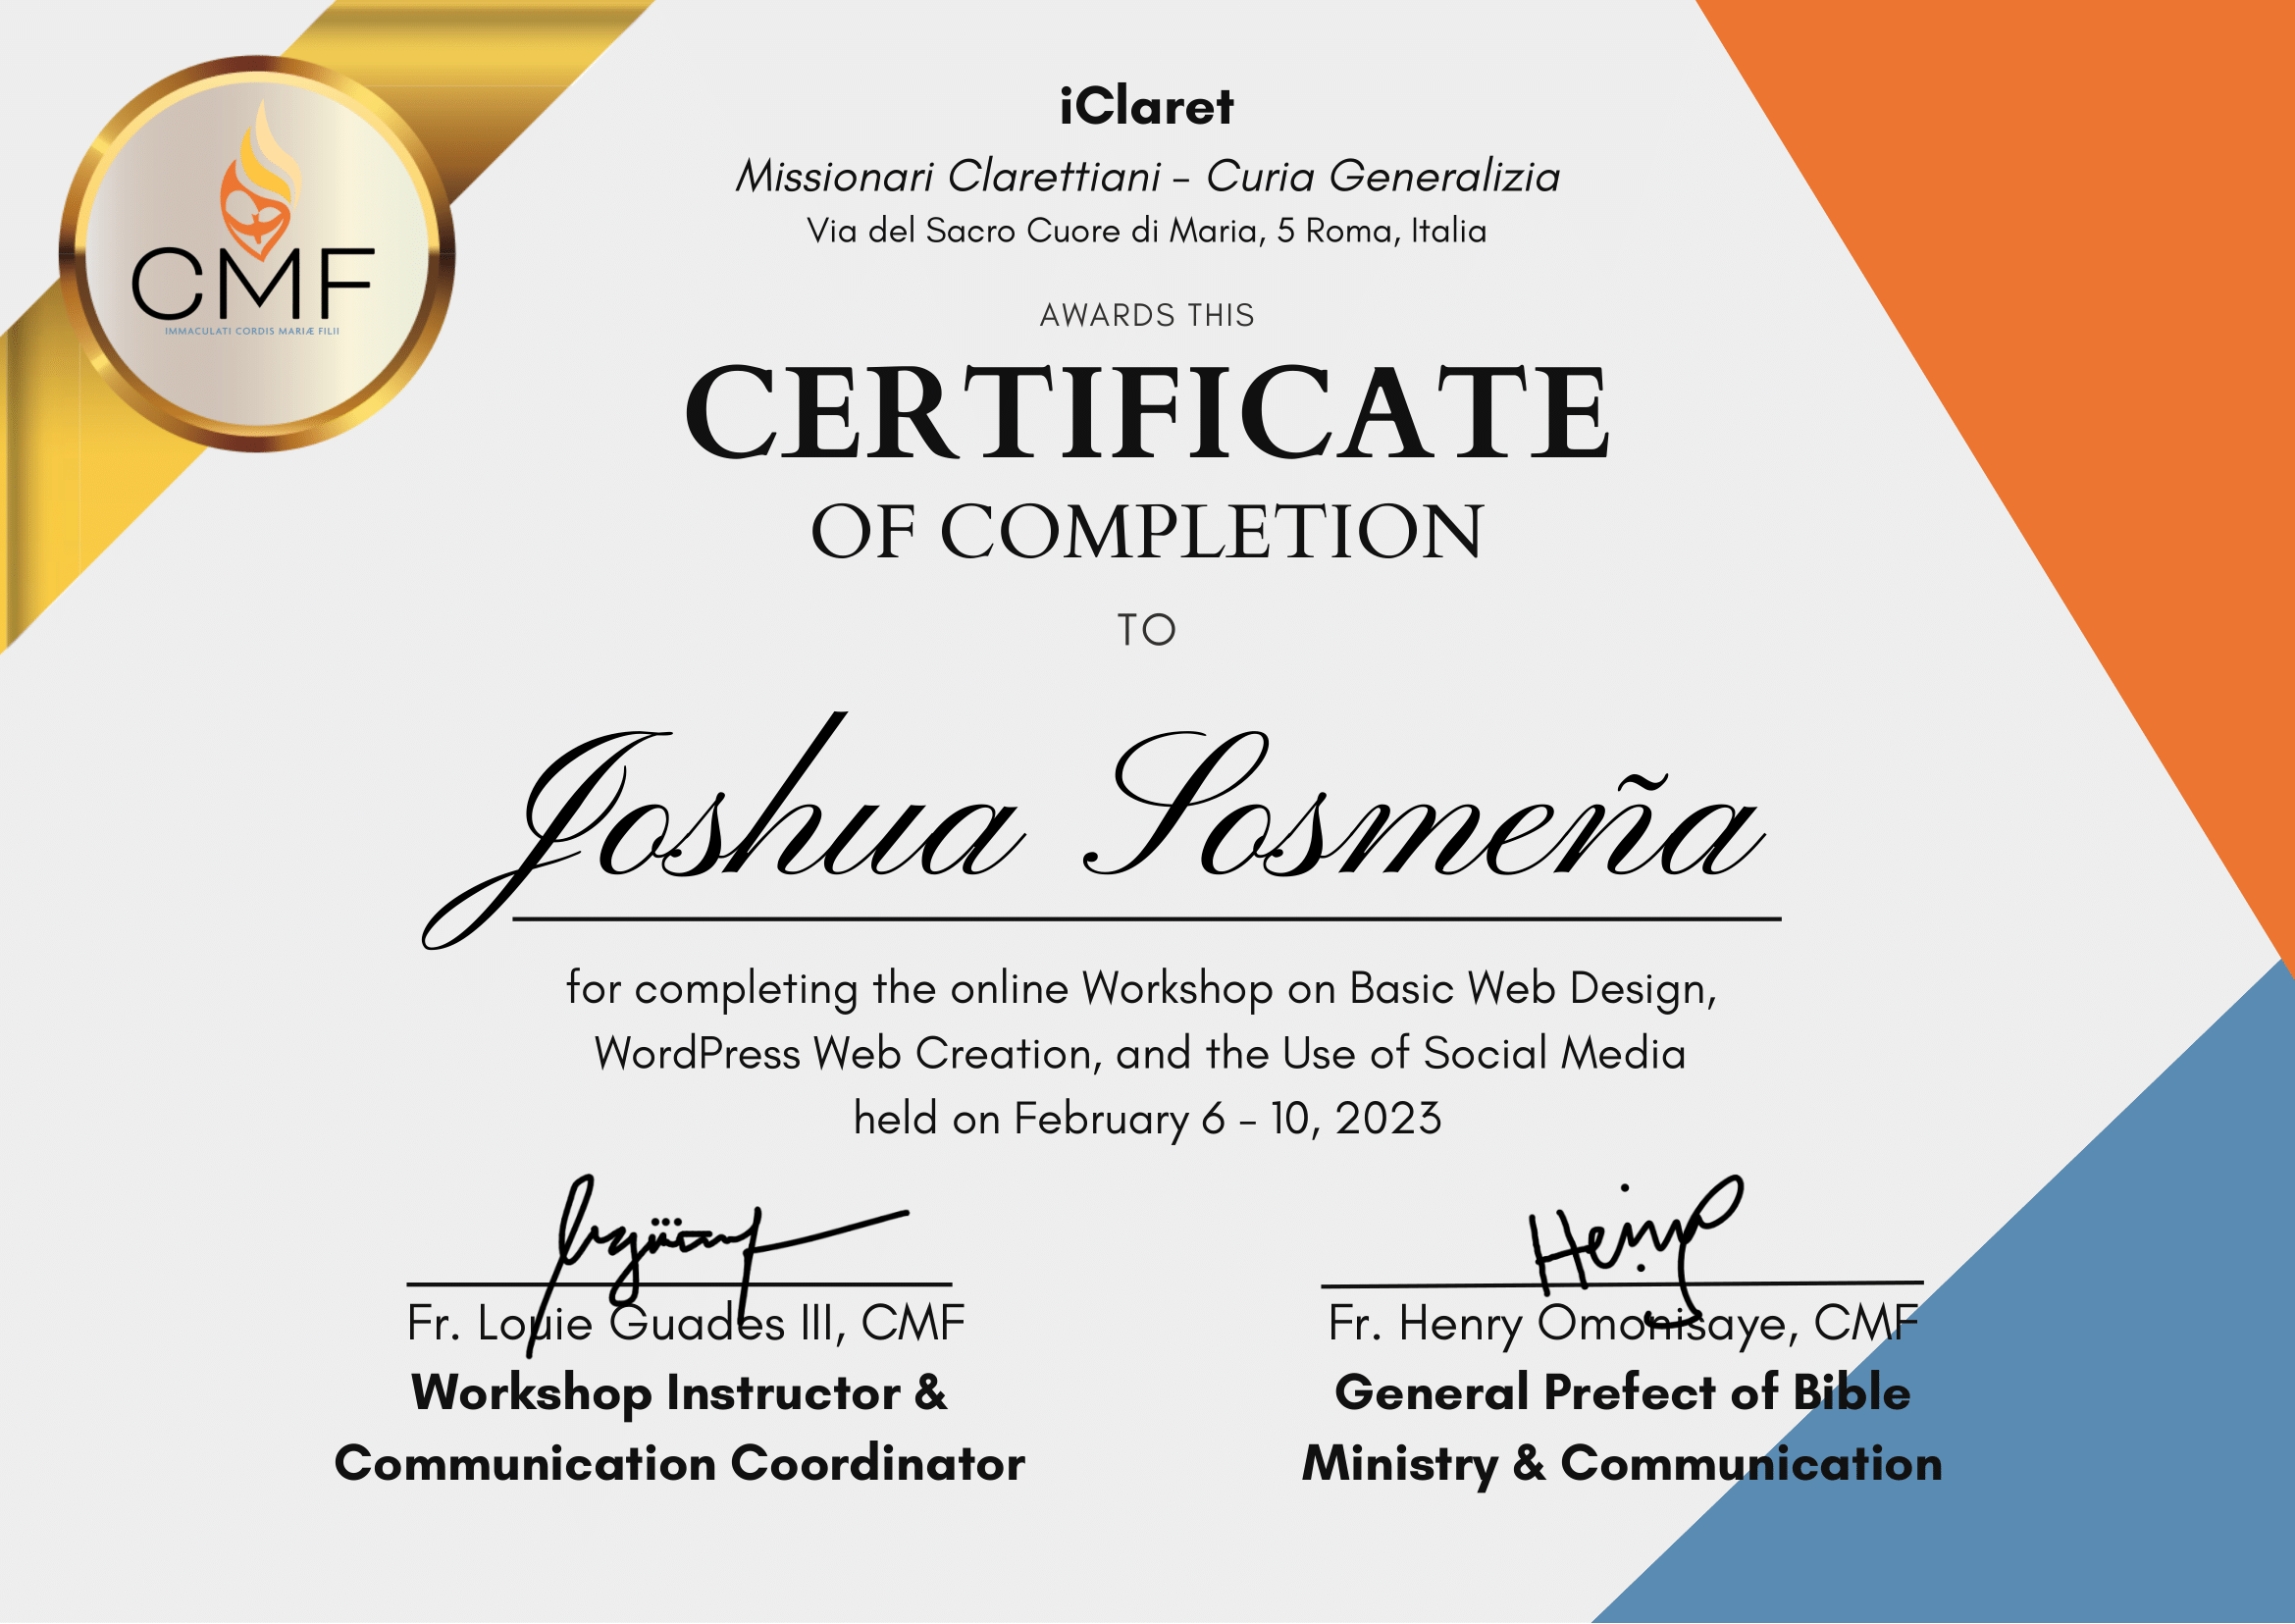 CMF
IMMACULATI CORDIS MARIÆ FILII
iClaret
Missionari Clarettiani - Curia Generalizia
Via del Sacro Cuore di Maria, 5 Roma, Italia
AWARDS THIS
CERTIFICATE
OF COMPLETION
TO
Joshua Sosmeña
for completing the online Workshop on Basic Web Design,
WordPress Web Creation, and the Use of Social Media
held on February 6 - 10, 2023
Fr. Louie Guades III, CMF
Workshop Instructor &
Communication Coordinator
Fr. Henry Omonisaye, CMF
General Prefect of Bible
Ministry & Communication